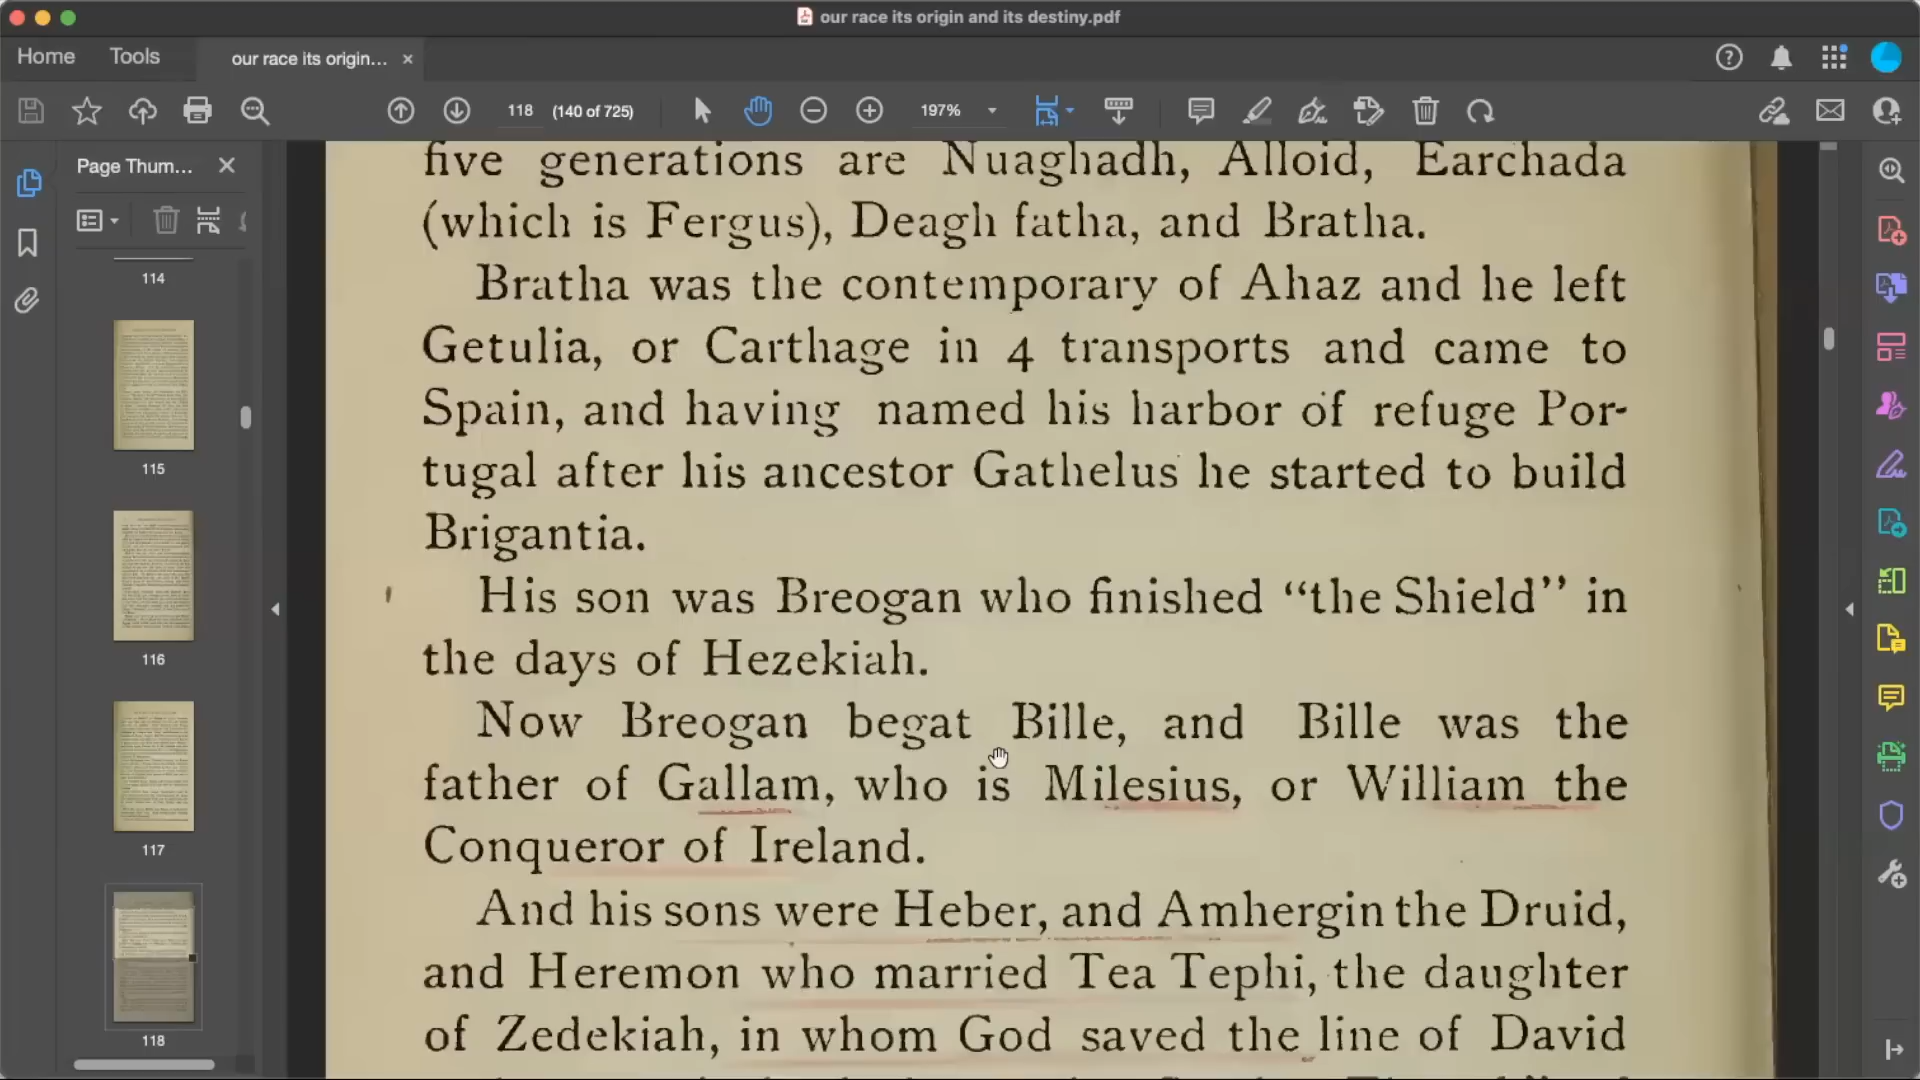 our race its origin and its destiny.pdf
Home
Tools
our race its origin...
118
(140 of 725)
197%
Page Thum...
114
115
116
117
118
five generations are Nuaghadh, Alloid, Earchada
(which is Fergus), Deagh fatha, and Bratha.
Bratha was the contemporary of Ahaz and he left
Getulia, or Carthage in 4 transports and came to
Spain, and having named his harbor of refuge Por-
tugal after his ancestor Gathelus he started to build
Brigantia.
His son was Breogan who finished "the Shield" in
the days of Hezekiah.
Now Breogan begat Bille, and Bille was the
father of Gallam, who is Milesius, or William the
Conqueror of Ireland.
And his sons were Heber, and Amhergin the Druid,
and Heremon who married Tea Tephi, the daughter
of Zedekiah, in whom God saved the line of David